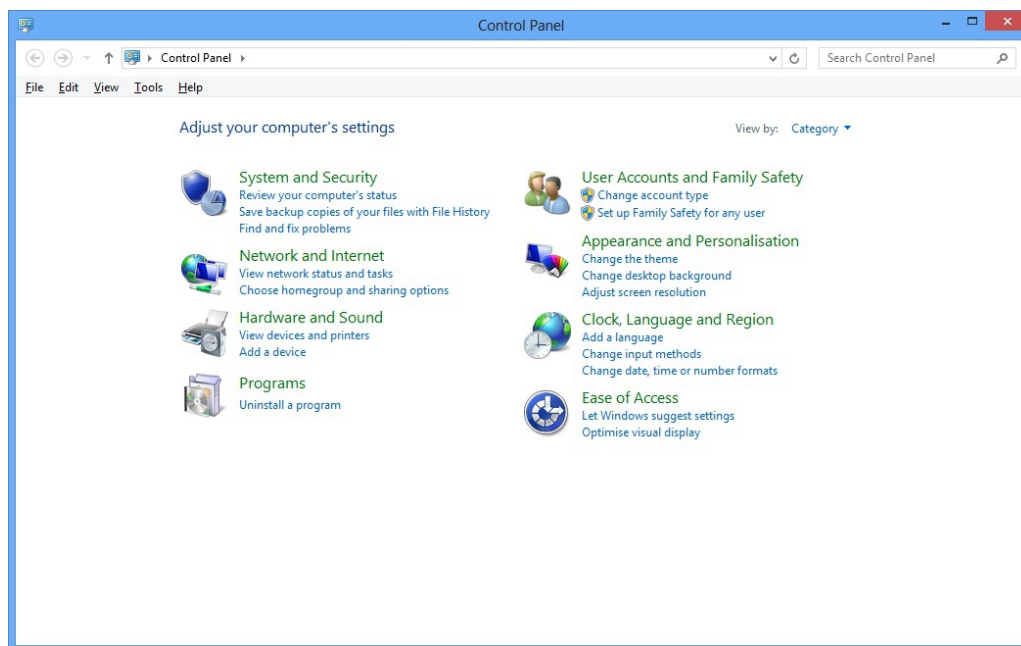 Control Panel
Control Panel
Search Control Panel
File Edit View Tools Help
Adjust your computer's settings
View by: Category
System and Security
Review your computer's status
Save backup copies of your files with File History
Find and fix problems
Network and Internet
View network status and tasks
Choose homegroup and sharing options
Hardware and Sound
View devices and printers
Add a device
Programs
Uninstall a program
User Accounts and Family Safety
Change account type
Set up Family Safety for any user
Appearance and Personalisation
Change the theme
Change desktop background
Adjust screen resolution
Clock, Language and Region
Add a language
Change input methods
Change date, time or number formats
Ease of Access
Let Windows suggest settings
Optimise visual display